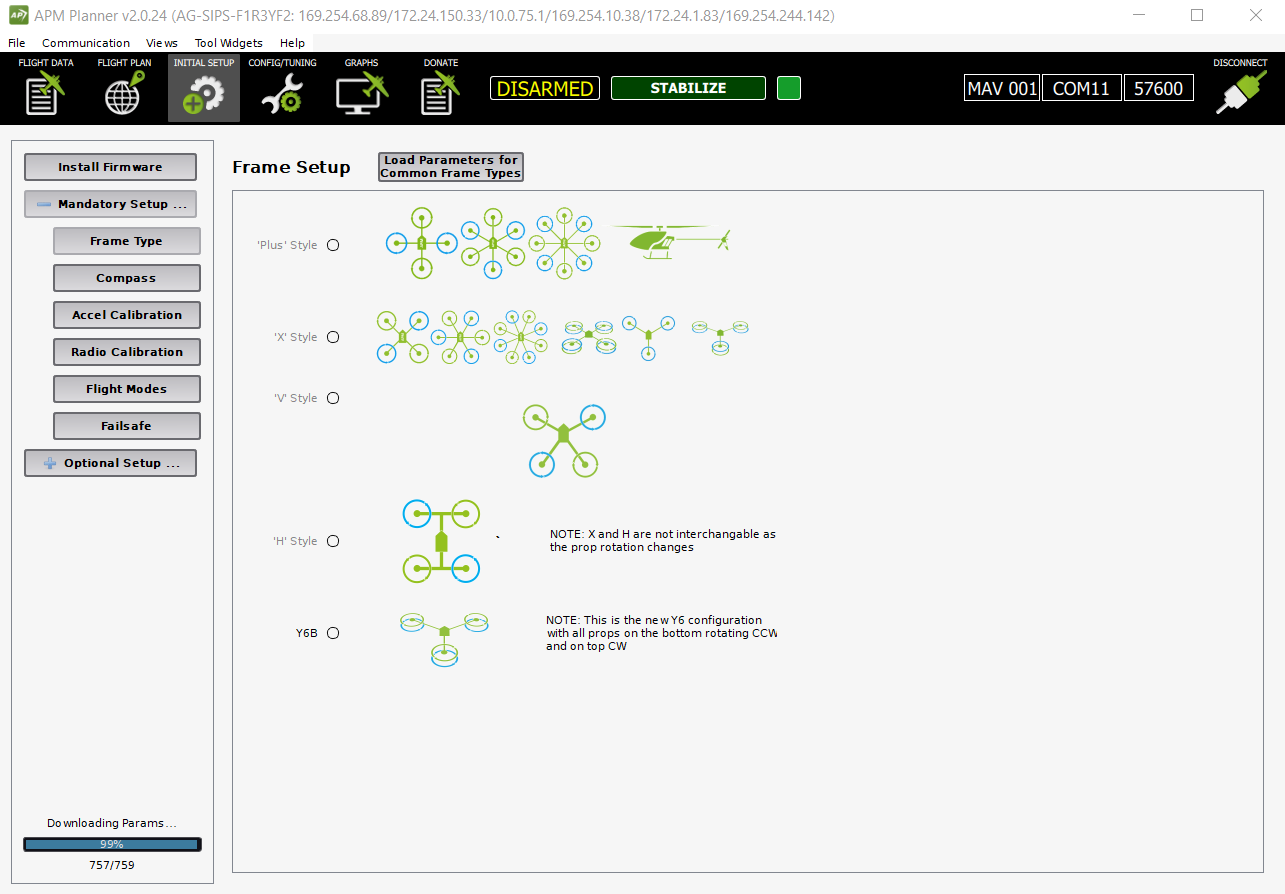 APM Planner v2.0.24 (AG-SIPS-F1R3YF2: 169.254.68.89/172.24.150.33/10.0.75.1/169.254.10.38/172.24.1.83/169.254.244.142)
File Communication Views Tool Widgets Help
FLIGHT DATA FLIGHT PLAN INITIAL SETUP CONFIG/TUNING GRAPHS DONATE DISCONNECT
DISARMED STABILIZE MAV 001 COM11 57600
Install Firmware
Mandatory Setup ...
Frame Type
Compass
Accel Calibration
Radio Calibration
Flight Modes
Failsafe
Optional Setup ...
Downloading Params...
99%
757/759
Frame Setup
Load Parameters for
Common Frame Types
'Plus' Style
'X' Style
'V' Style
'H' Style
`
NOTE: X and H are not interchangable as
the prop rotation changes
Y6B
NOTE: This is the new Y6 configuration
with all props on the bottom rotating CCW
and on top CW